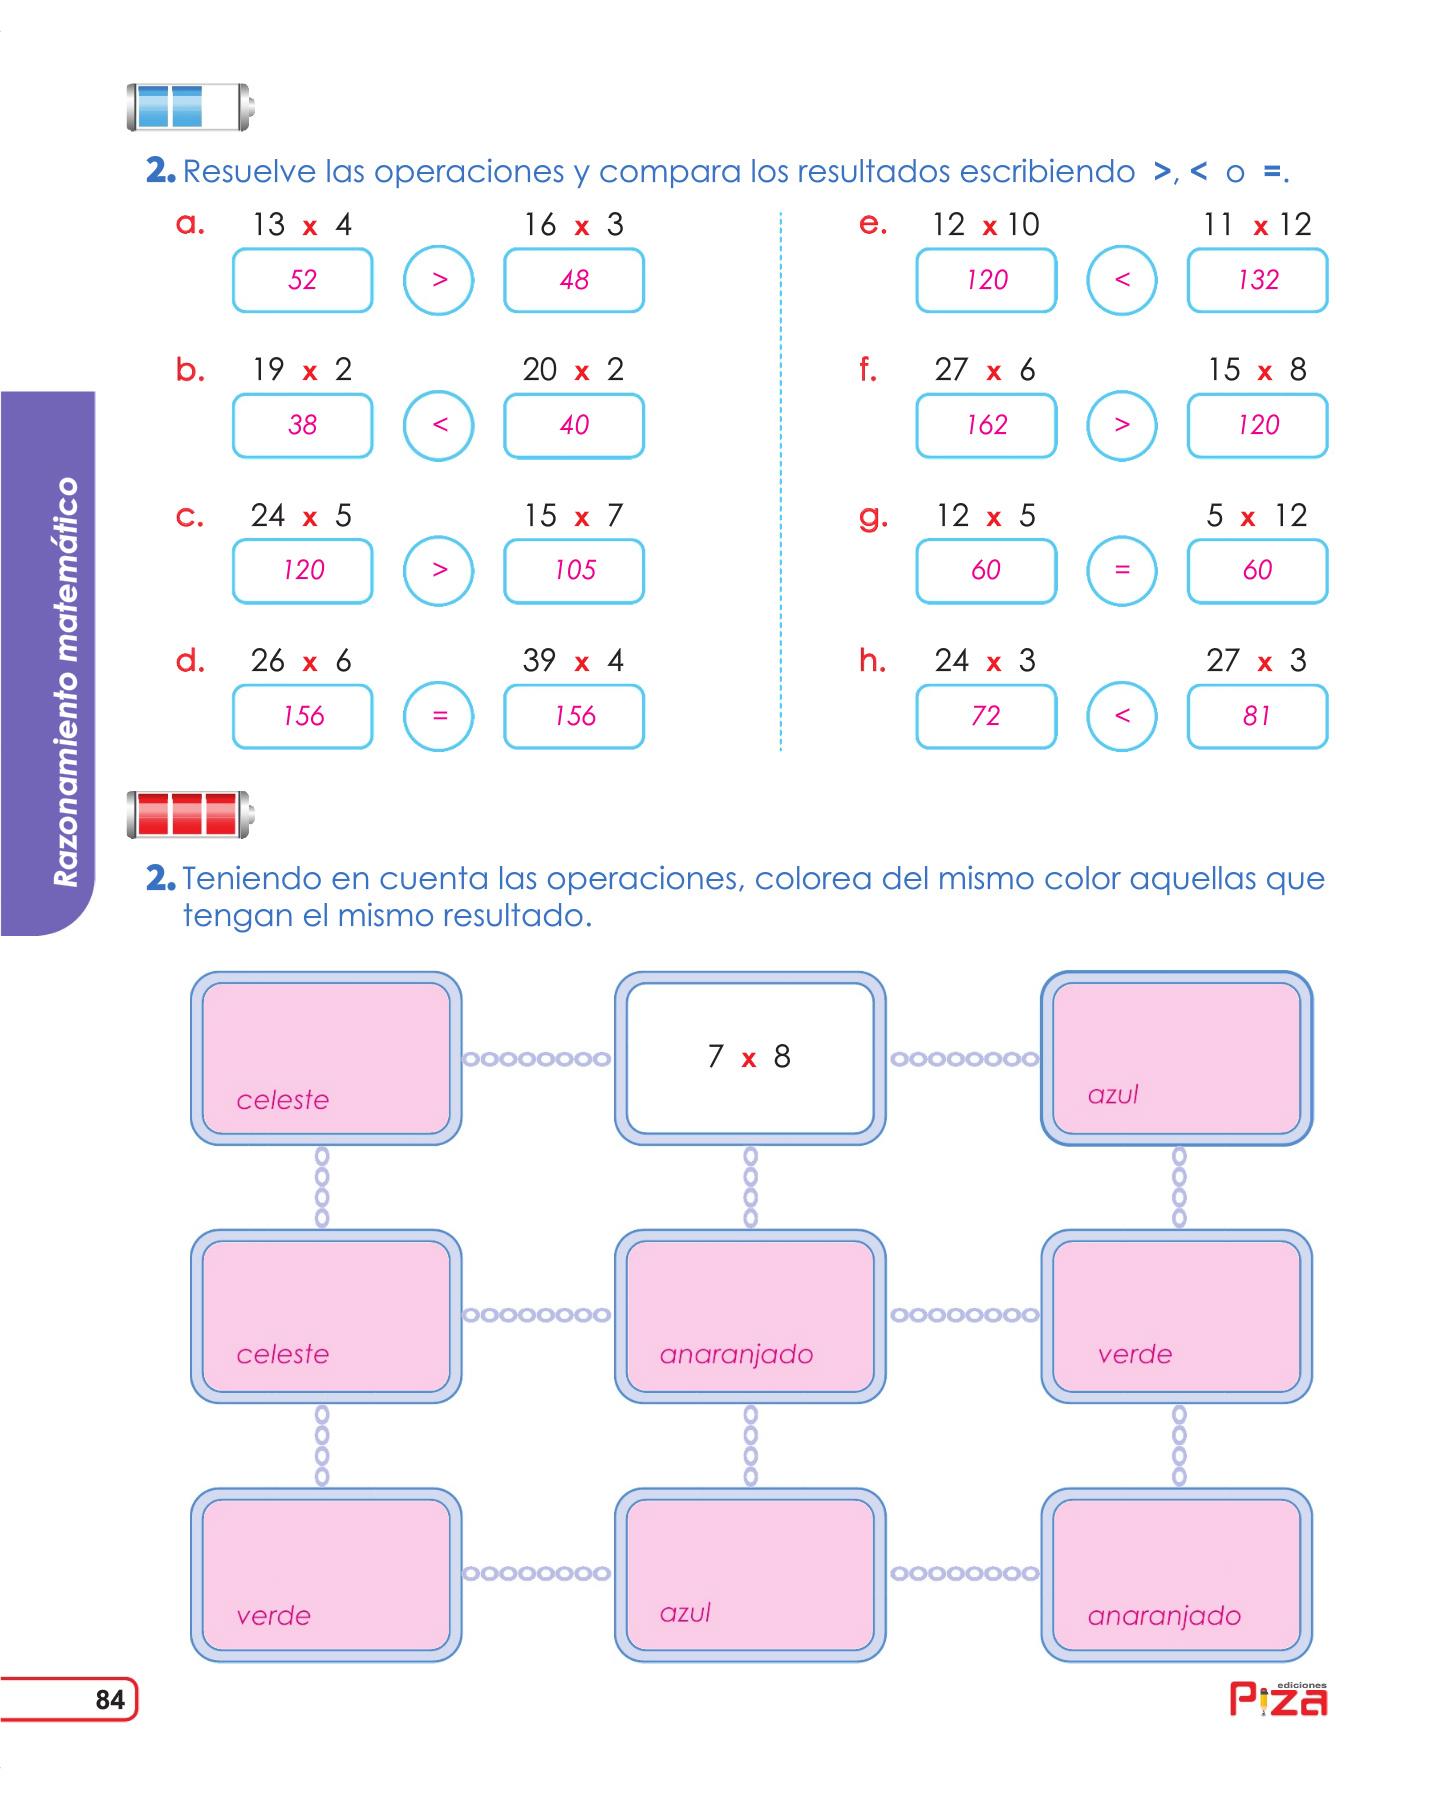 2. Resuelve las operaciones y compara los resultados escribiendo >, < o =.
a. 13 x 4 16 x 3
52 > 48
b. 19 x 2 20 x 2
38 < 40
c. 24 x 5 15 x 7
120 > 105
d. 26 x 6 39 x 4
156 = 156
e. 12 x 10 11 x 12
120 < 132
f. 27 x 6 15 x 8
162 > 120
g. 12 x 5 5 x 12
60 = 60
h. 24 x 3 27 x 3
72 < 81
Razonamiento matemático
2. Teniendo en cuenta las operaciones, colorea del mismo color aquellas que
tengan el mismo resultado.
7 x 8
celeste azul
celeste anaranjado verde
verde azul anaranjado
84
ediciones
PIZA